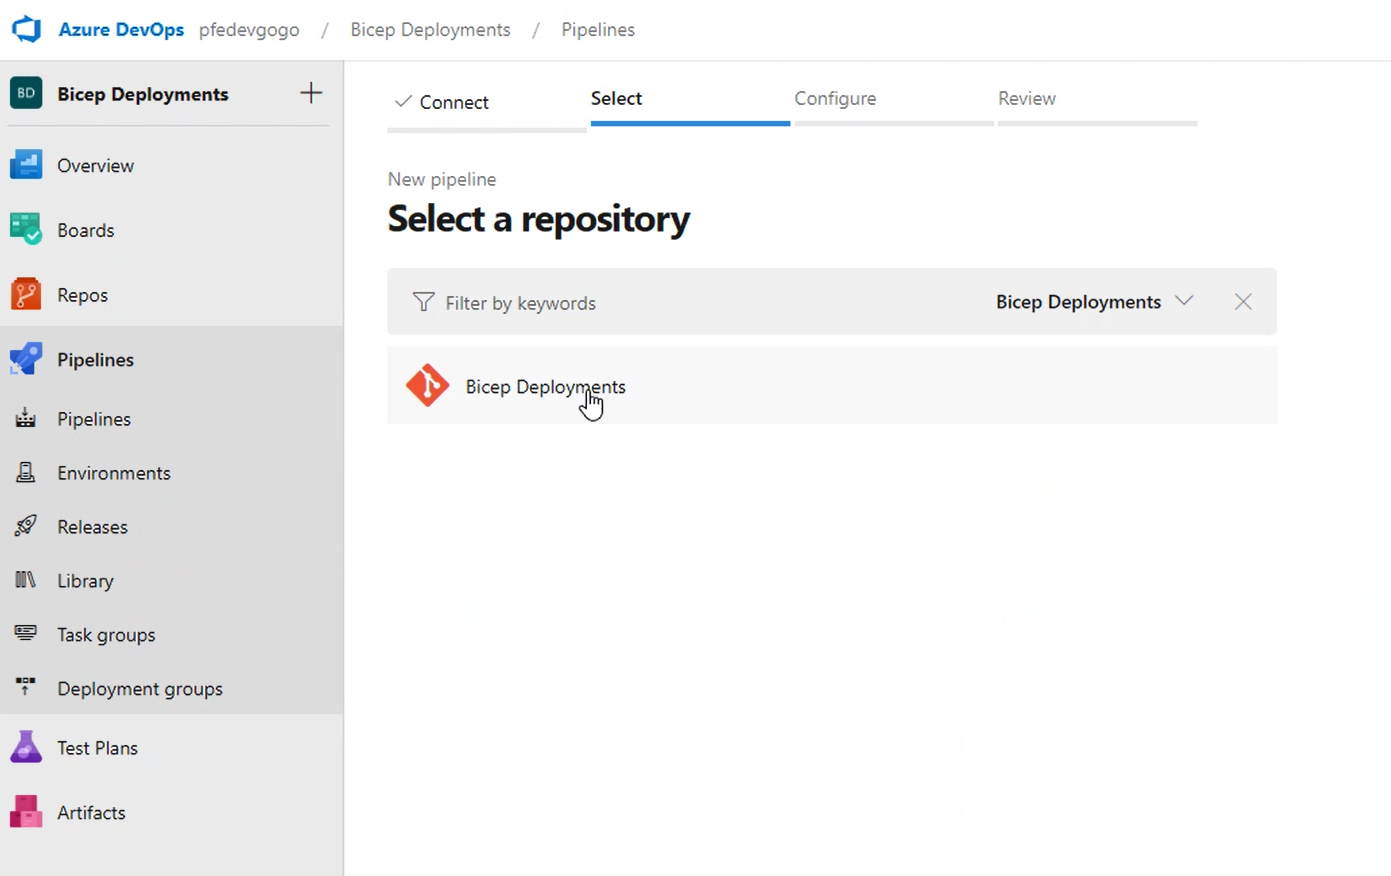 Azure DevOps pfedevgogo / Bicep Deployments / Pipelines
BD Bicep Deployments
Overview
Boards
Repos
Pipelines
Pipelines
Environments
Releases
Library
Task groups
Deployment groups
Test Plans
Artifacts
Connect Select Configure Review
New pipeline
Select a repository
Filter by keywords Bicep Deployments
Bicep Deployments